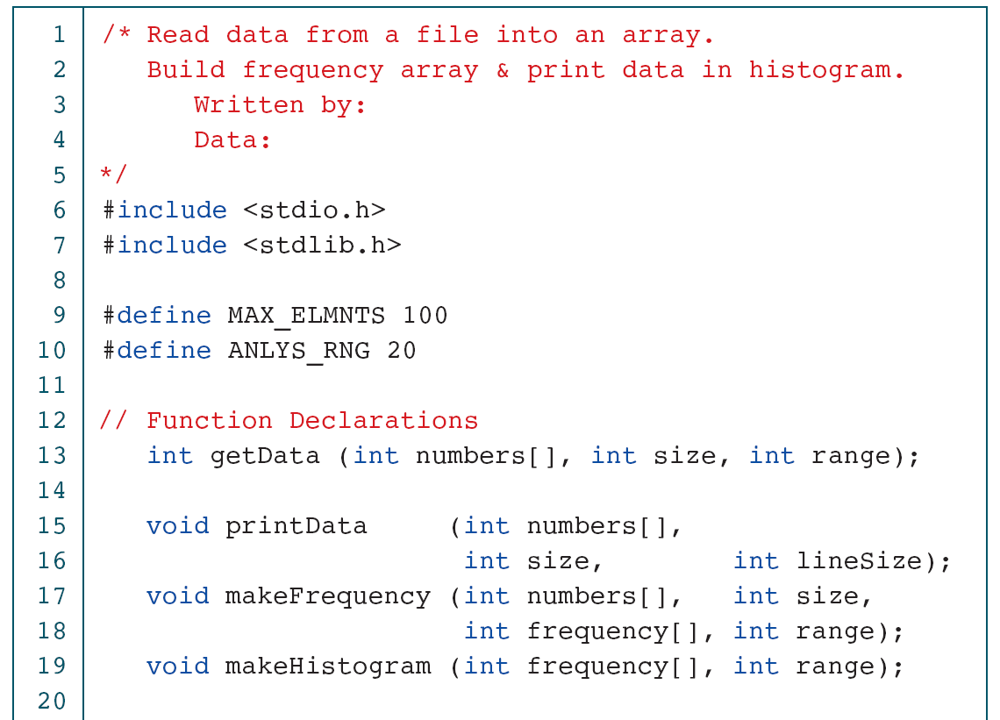 1 /* Read data from a file into an array.
2    Build frequency array & print data in histogram.
3       Written by:
4       Data:
5 */
6 #include <stdio.h>
7 #include <stdlib.h>
8
9 #define MAX_ELMNTS 100
10 #define ANLYS_RNG 20
11
12 // Function Declarations
13    int getData (int numbers[], int size, int range);
14
15    void printData     (int numbers[],
16                        int size,        int lineSize);
17    void makeFrequency (int numbers[],   int size,
18                        int frequency[], int range);
19    void makeHistogram (int frequency[], int range);
20